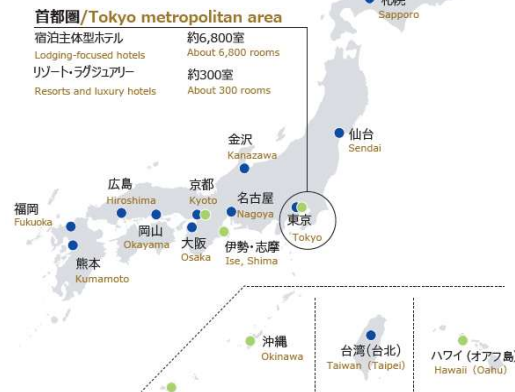 札幌
Sapporo
首都圏/Tokyo metropolitan area
宿泊主体型ホテル 約6,800室
Lodging-focused hotels About 6,800 rooms
リゾート・ラグジュアリー 約300室
Resorts and luxury hotels About 300 rooms
仙台
Sendai
金沢
Kanazawa
広島
Hiroshima
京都
Kyoto
名古屋
Nagoya
東京
Tokyo
福岡
Fukuoka
岡山
Okayama
大阪
Osaka
伊勢・志摩
Ise, Shima
熊本
Kumamoto
沖縄
Okinawa
台湾(台北)
Taiwan (Taipei)
ハワイ(オアフ島)
Hawaii (Oahu)